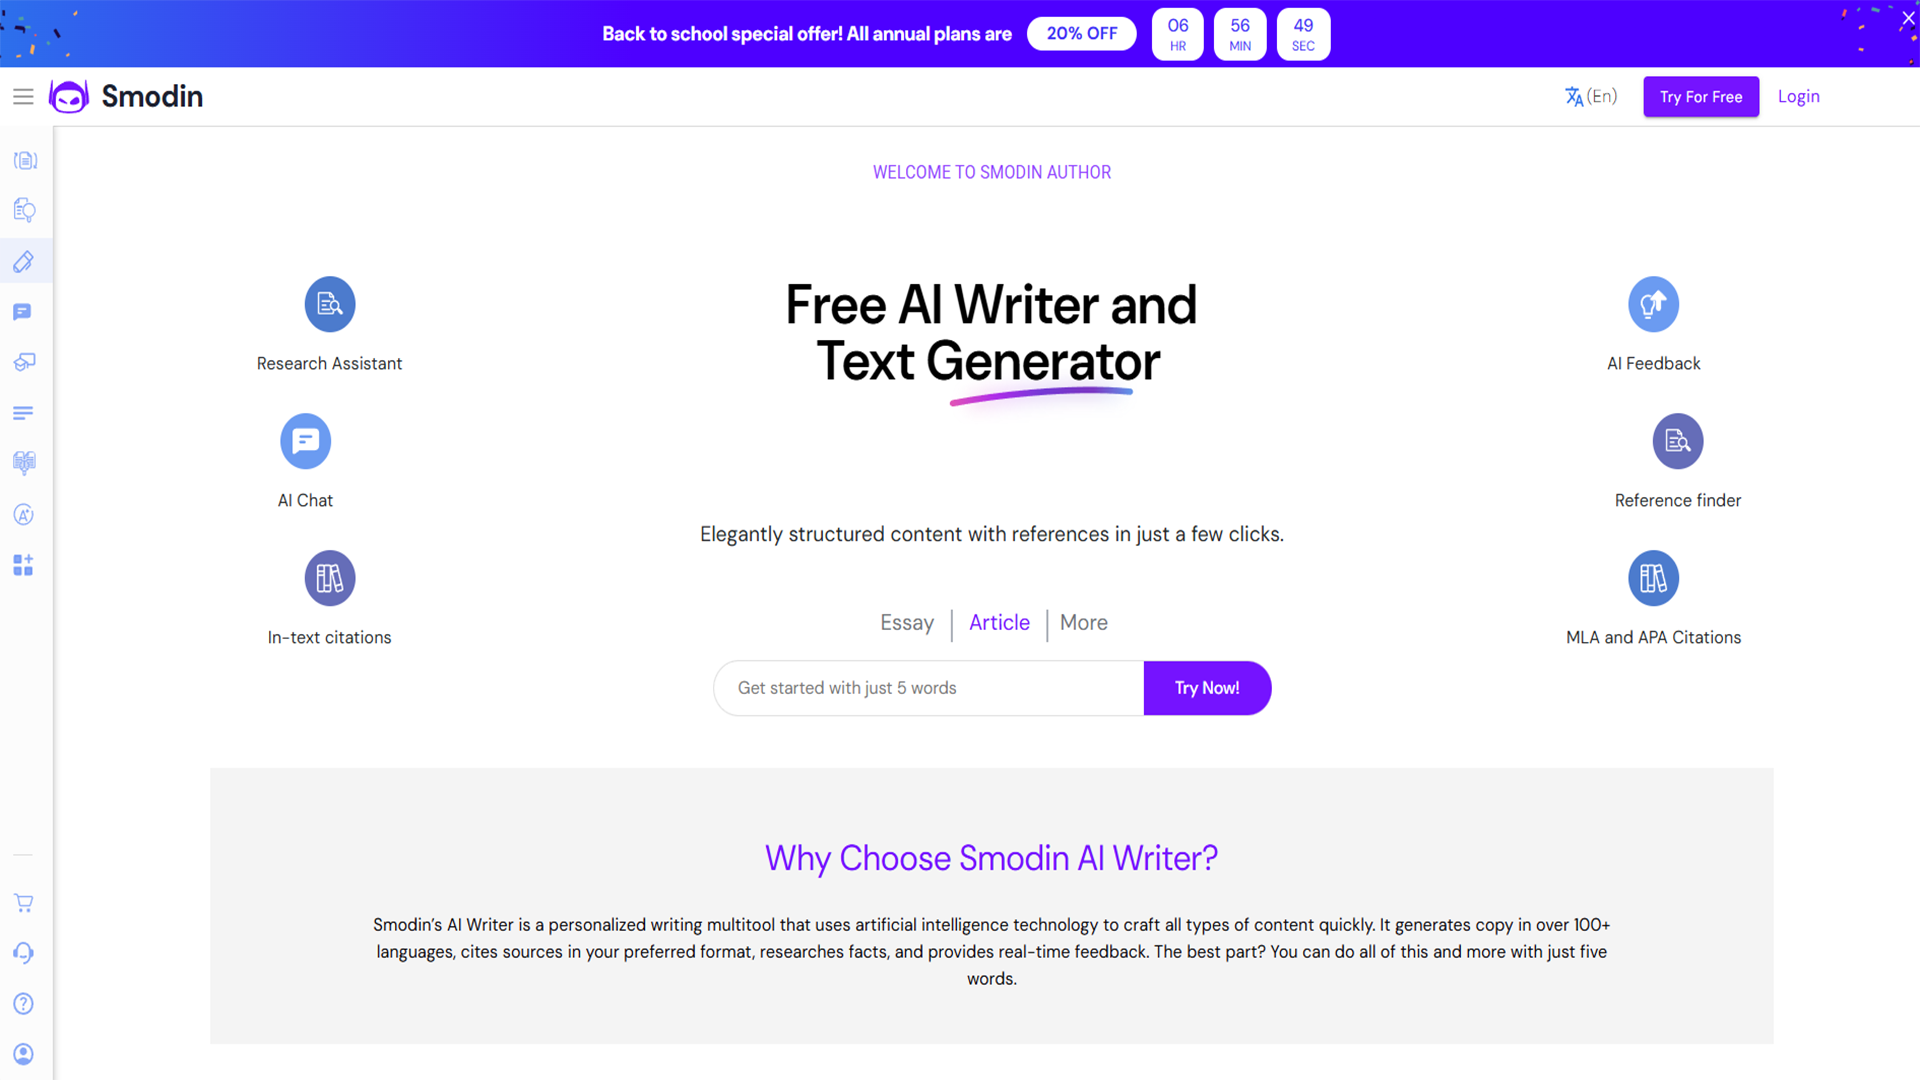 Back to school special offer! All annual plans are 20% OFF 06 HR 56 MIN 49 SEC
Smodin
(En) Try For Free Login
WELCOME TO SMODIN AUTHOR
Free AI Writer and
Text Generator
Research Assistant
AI Chat
In-text citations
AI Feedback
Reference finder
MLA and APA Citations
Elegantly structured content with references in just a few clicks.
Essay Article More
Get started with just 5 words Try Now!
Why Choose Smodin AI Writer?
Smodin’s AI Writer is a personalized writing multitool that uses artificial intelligence technology to craft all types of content quickly. It generates copy in over 100+
languages, cites sources in your preferred format, researches facts, and provides real-time feedback. The best part? You can do all of this and more with just five
words.